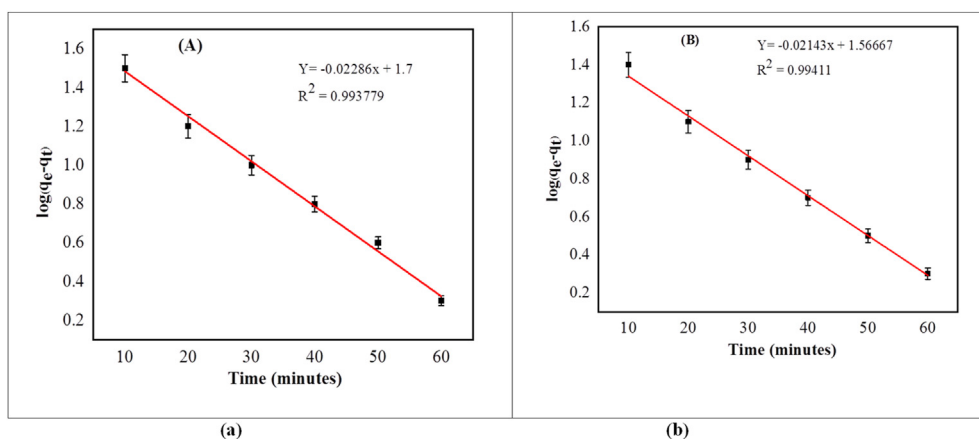 (A)
Y= -0.02286x + 1.7
R² = 0.993779
log(qe-qt)
1.6
1.4
1.2
1.0
0.8
0.6
0.4
0.2
10 20 30 40 50 60
Time (minutes)
(a)
(B)
Y= -0.02143x + 1.56667
R² = 0.99411
log(qe-qt)
1.6
1.4
1.2
1.0
0.8
0.6
0.4
0.2
10 20 30 40 50 60
Time (minutes)
(b)